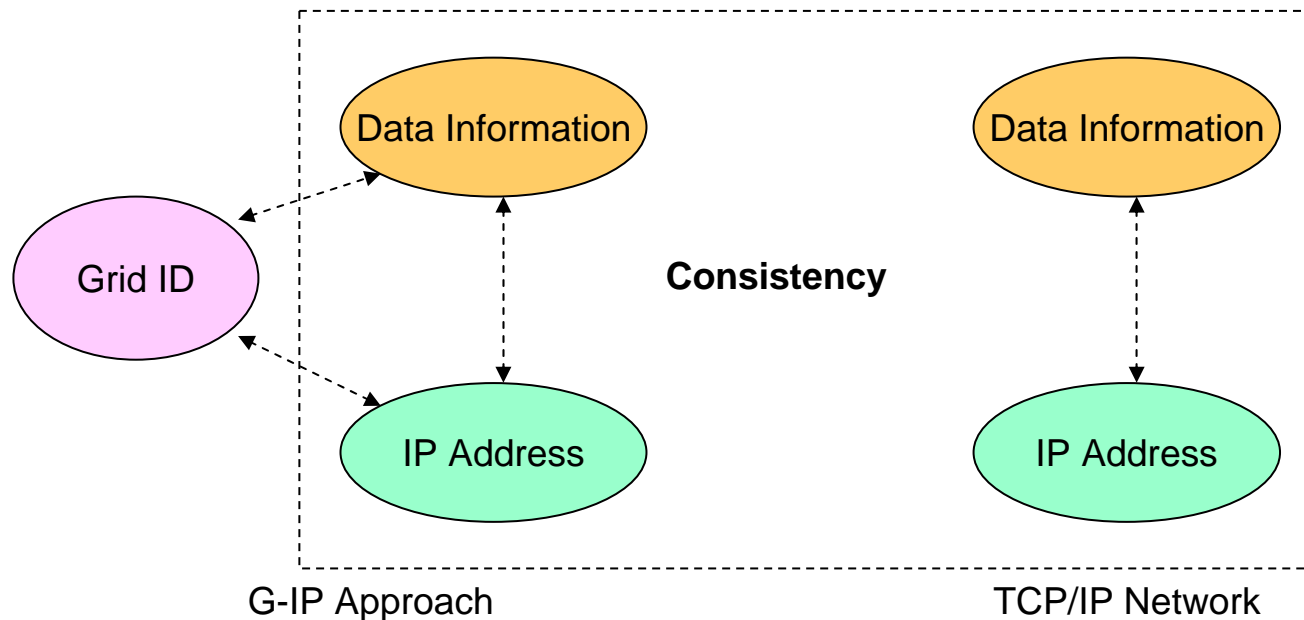 Data Information
Data Information
Grid ID
Consistency
IP Address
IP Address
G-IP Approach
TCP/IP Network